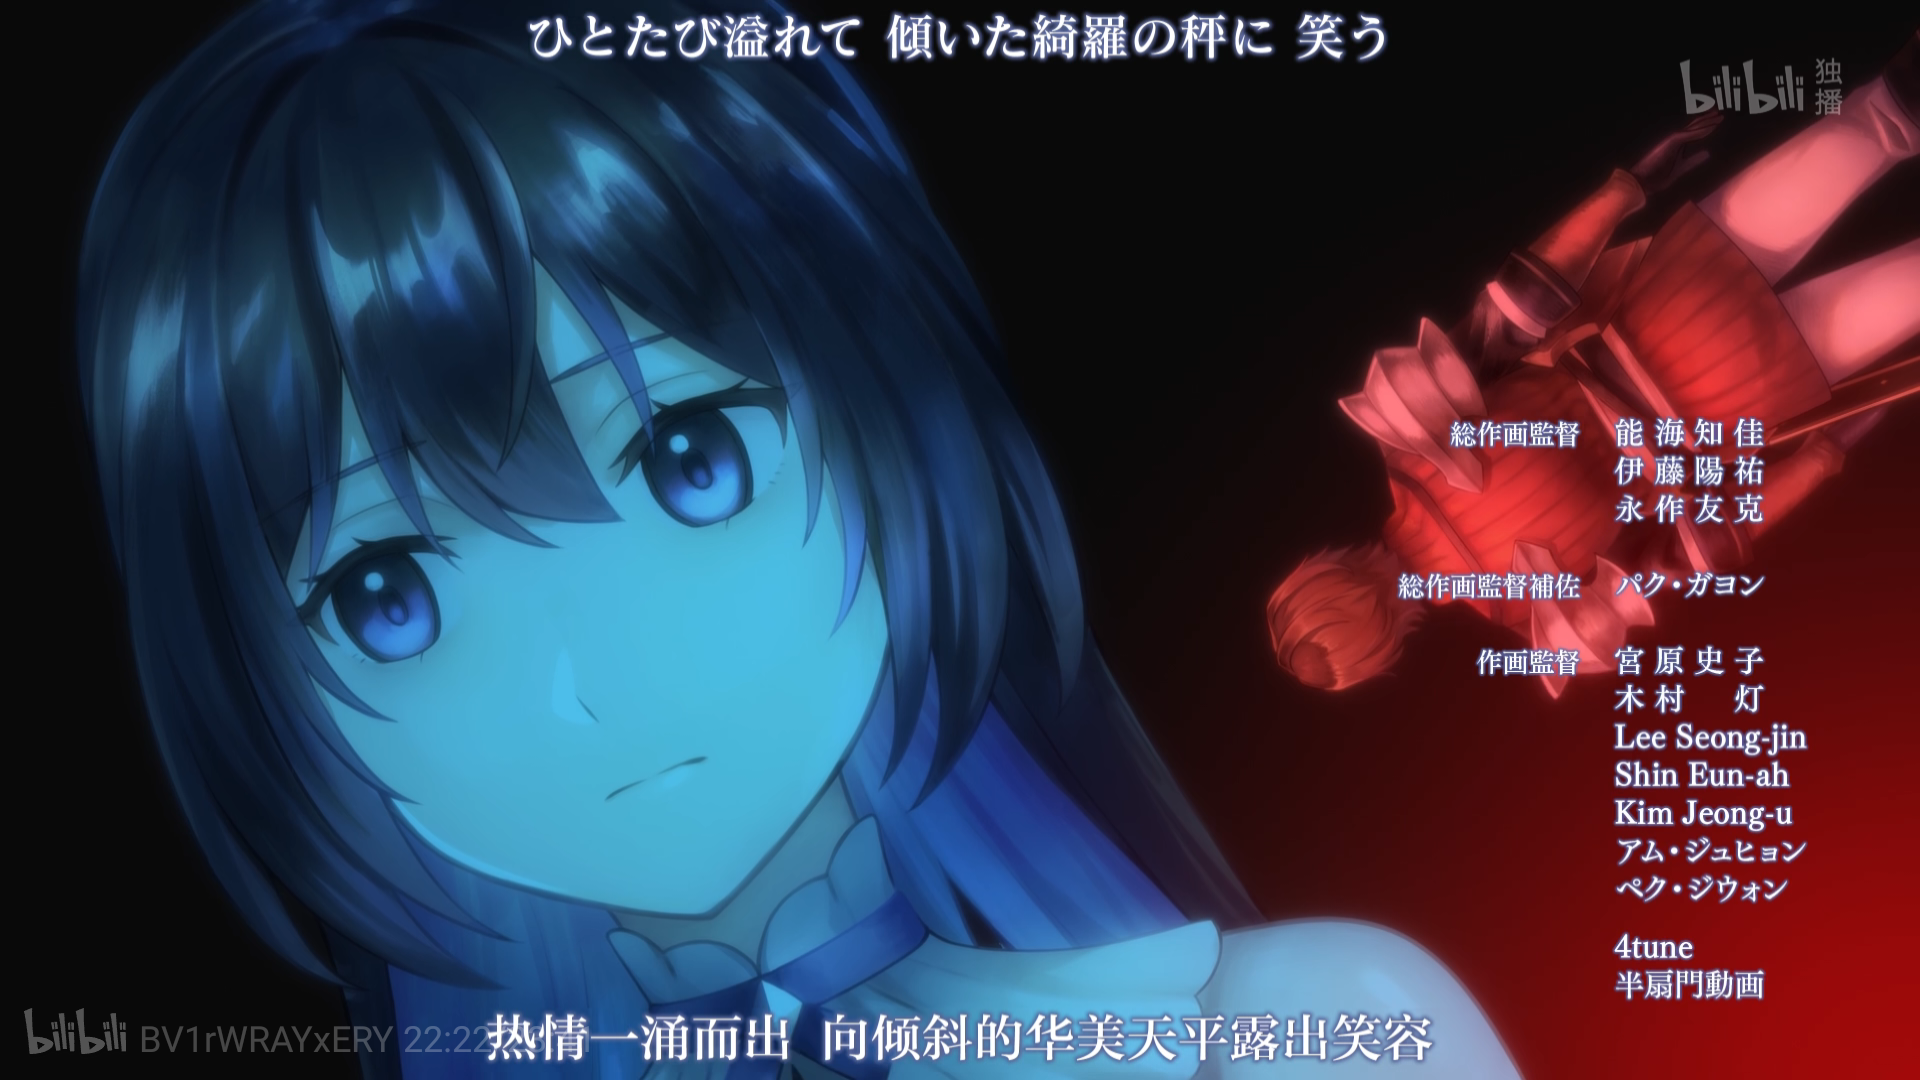 ひとたび溢れて 傾いた綺羅の秤に 笑う
bilibili 独播
総作画監督 能海知佳
伊藤陽祐
永作友克
総作画監督補佐 パク・ガヨン
作画監督 宮原史子
木村 灯
Lee Seong-jin
Shin Eun-ah
Kim Jeong-u
アム・ジュヒョン
ペク・ジウォン
4tune
半扇門動画
bilibili BV1rWRAYxERY 22:22
热情一涌而出 向倾斜的华美天平露出笑容